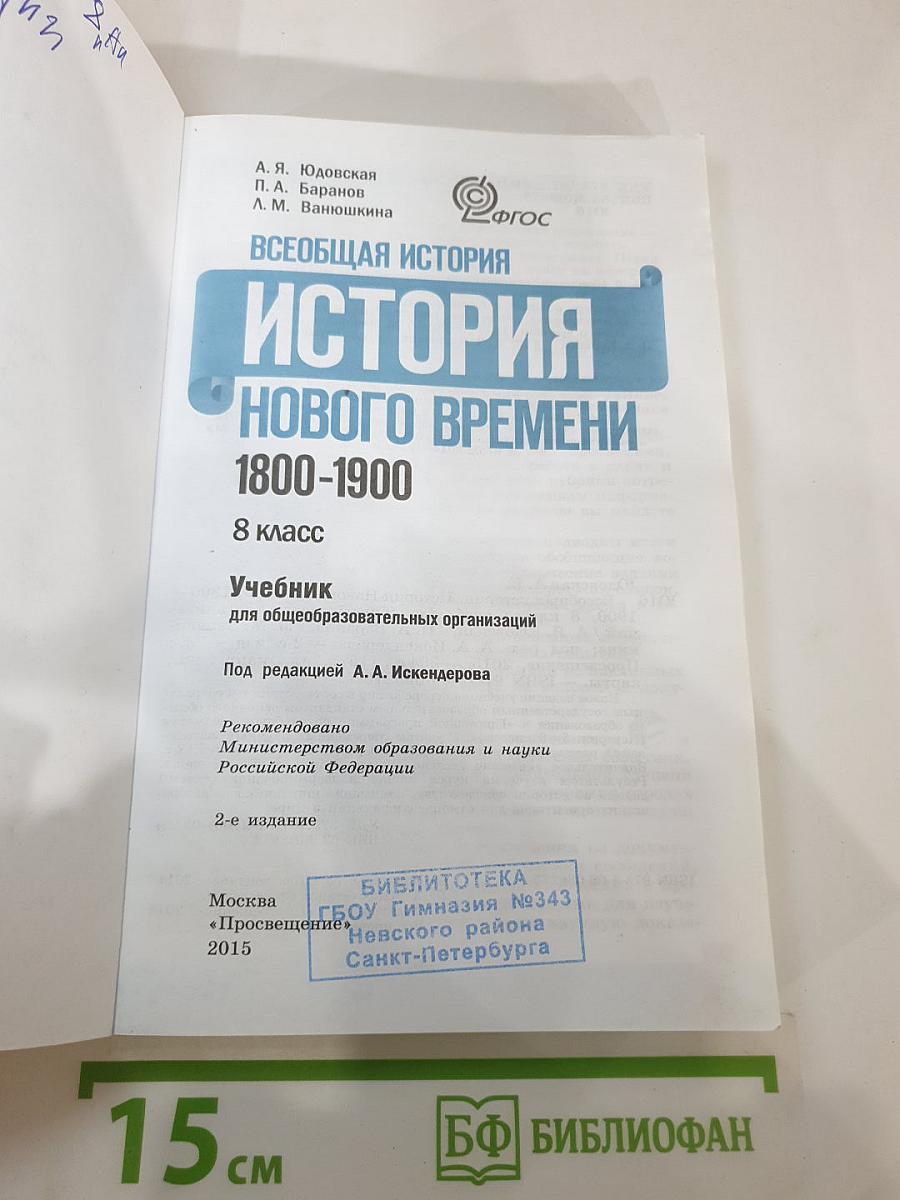 А. Я. Юдовская
П. А. Баранов
Л. М. Ванюшкина
ФГОС
ВСЕОБЩАЯ ИСТОРИЯ
ИСТОРИЯ
НОВОГО ВРЕМЕНИ
1800-1900
8 класс
Учебник
для общеобразовательных организаций
Под редакцией А. А. Искендерова
Рекомендовано
Министерством образования и науки
Российской Федерации
2-е издание
Москва
«Просвещение»
2015
БИБЛИТОТЕКА
ГБОУ Гимназия №343
Невского района
Санкт-Петербурга
15 см
БФ БИБЛИОФАН